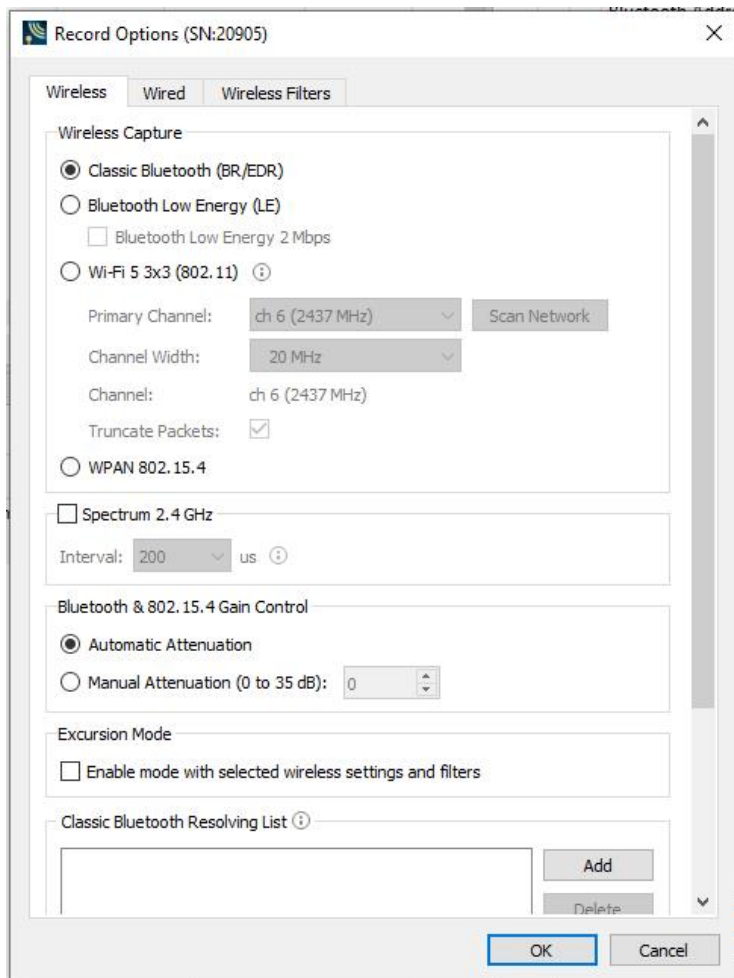 Bluetooth Addre
Record Options (SN:20905)
Wireless Wired Wireless Filters
Wireless Capture
Classic Bluetooth (BR/EDR)
Bluetooth Low Energy (LE)
Bluetooth Low Energy 2 Mbps
Wi-Fi 5 3x3 (802.11)
Primary Channel: ch 6 (2437 MHz) Scan Network
Channel Width: 20 MHz
Channel: ch 6 (2437 MHz)
Truncate Packets:
WPAN 802.15.4
Spectrum 2.4 GHz
Interval: 200 us
Bluetooth & 802.15.4 Gain Control
Automatic Attenuation
Manual Attenuation (0 to 35 dB): 0
Excursion Mode
Enable mode with selected wireless settings and filters
Classic Bluetooth Resolving List
Add
Delete
OK Cancel